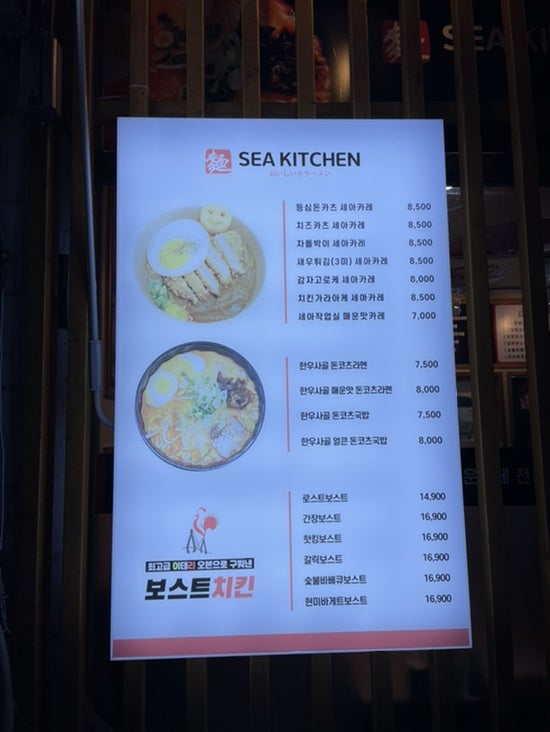 麺 SEA KITCHEN
おいしいらーメン
등심돈카츠 세아카레 8,500
치즈카츠 세아카레 8,500
차돌박이 세아카레 8,500
새우튀김(3미) 세아카레 8,500
감자고로케 세아카레 8,000
치킨가라아게 세아카레 8,500
세아작업실 매운맛카레 7,000
한우사골 돈코츠라멘 7,500
한우사골 매운맛 돈코츠라멘 8,000
한우사골 돈코츠국밥 7,500
한우사골 얼큰 돈코츠국밥 8,000
로스트보스트 14,900
간장보스트 16,900
핫킹보스트 16,900
갈릭보스트 16,900
숯불바베큐보스트 16,900
현미바게트보스트 16,900
최고급 이태리 오븐으로 구워낸
보스트치킨